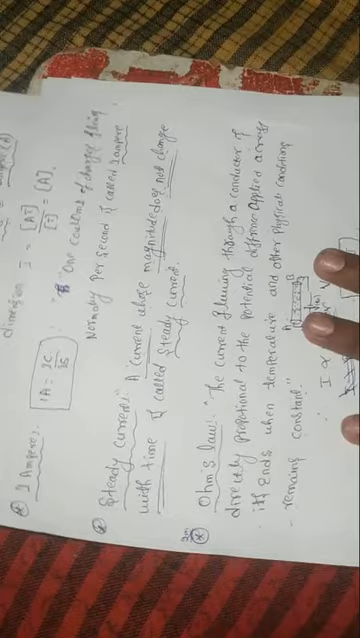 dimension I = [AT]/[T] = [A].
* 1 Ampere:
1A = 1C/1S
"One coulomb of charge flowing
Normally per second is called 1 ampere
* Steady current:- A current whose magnitude does not change
with time is called steady current.
2m
* Ohm's law:- "The current flowing through a conductor is
directly proportional to the potential difference applied across
its ends when temperature and other physical condition
remains constant."
A B
∴ I ∝ V